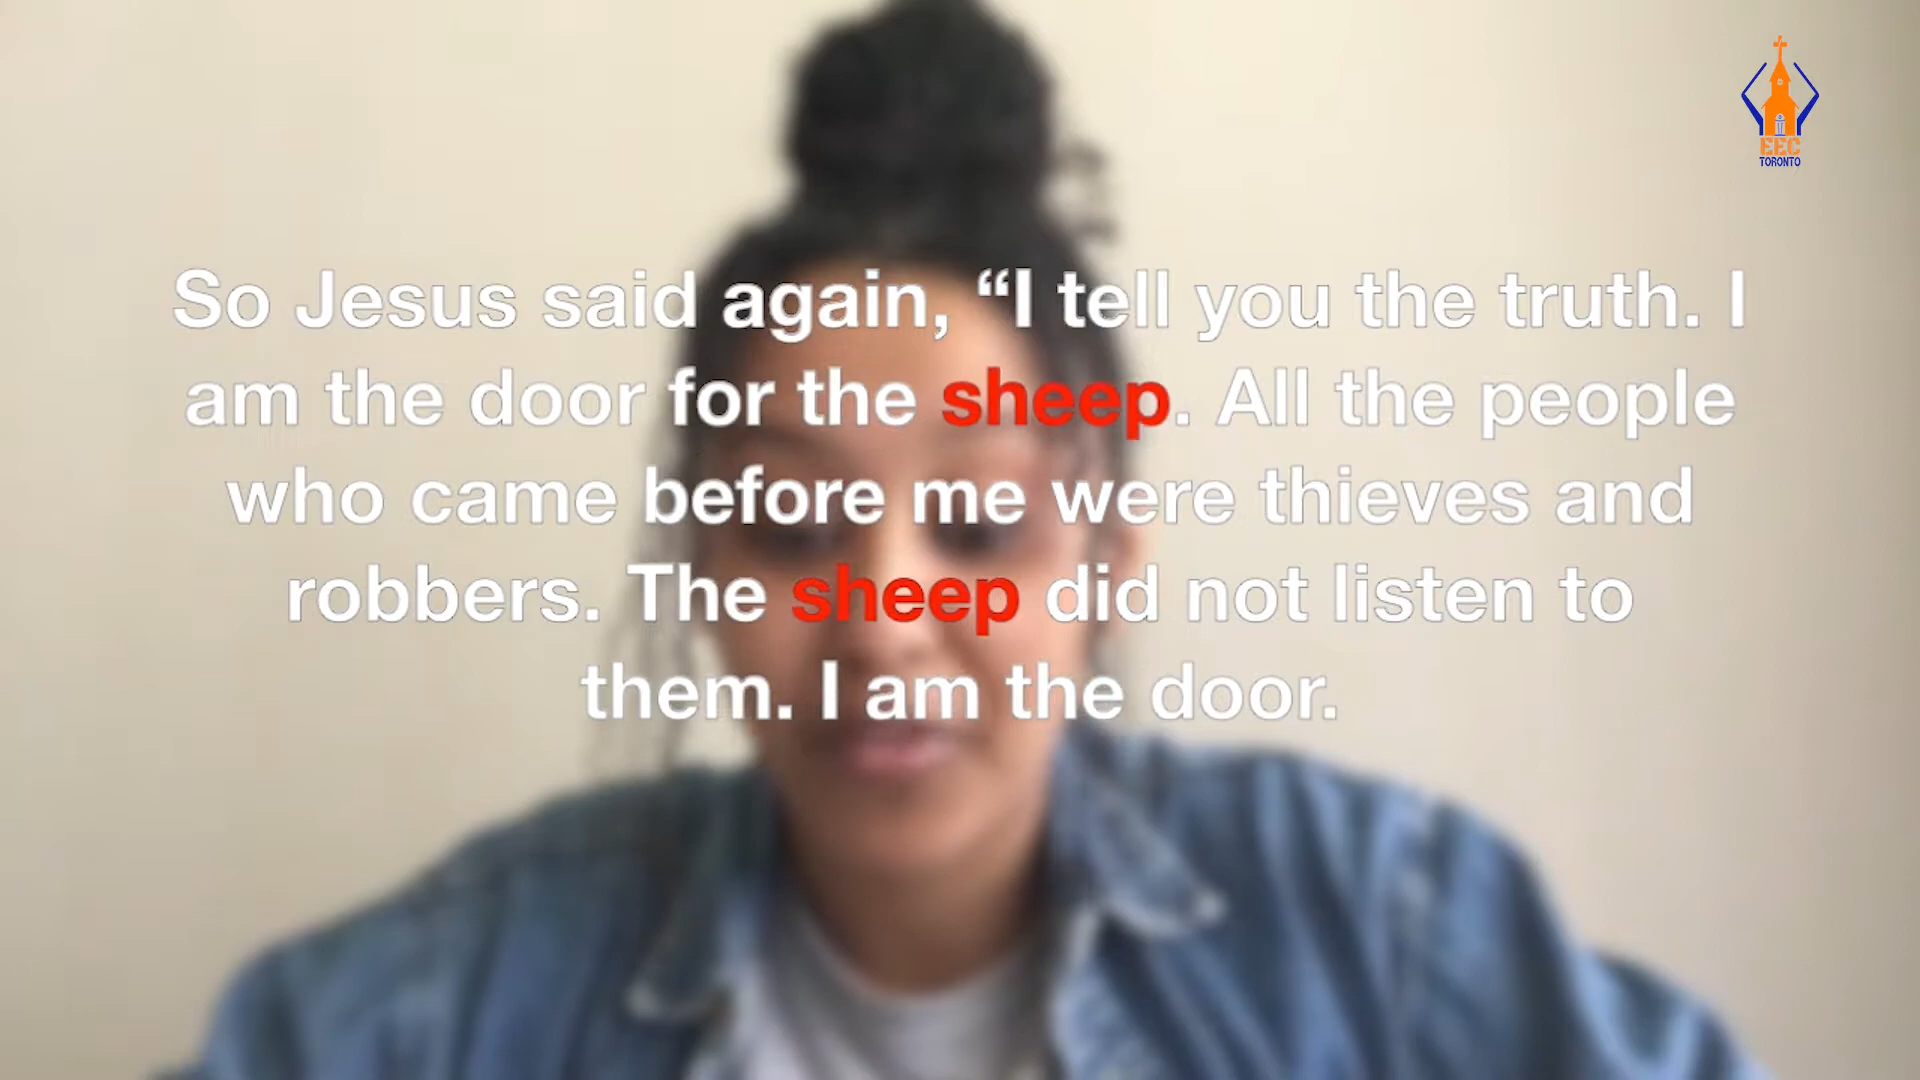 EEC
TORONTO
So Jesus said again, “I tell you the truth. I
am the door for the sheep. All the people
who came before me were thieves and
robbers. The sheep did not listen to
them. I am the door.